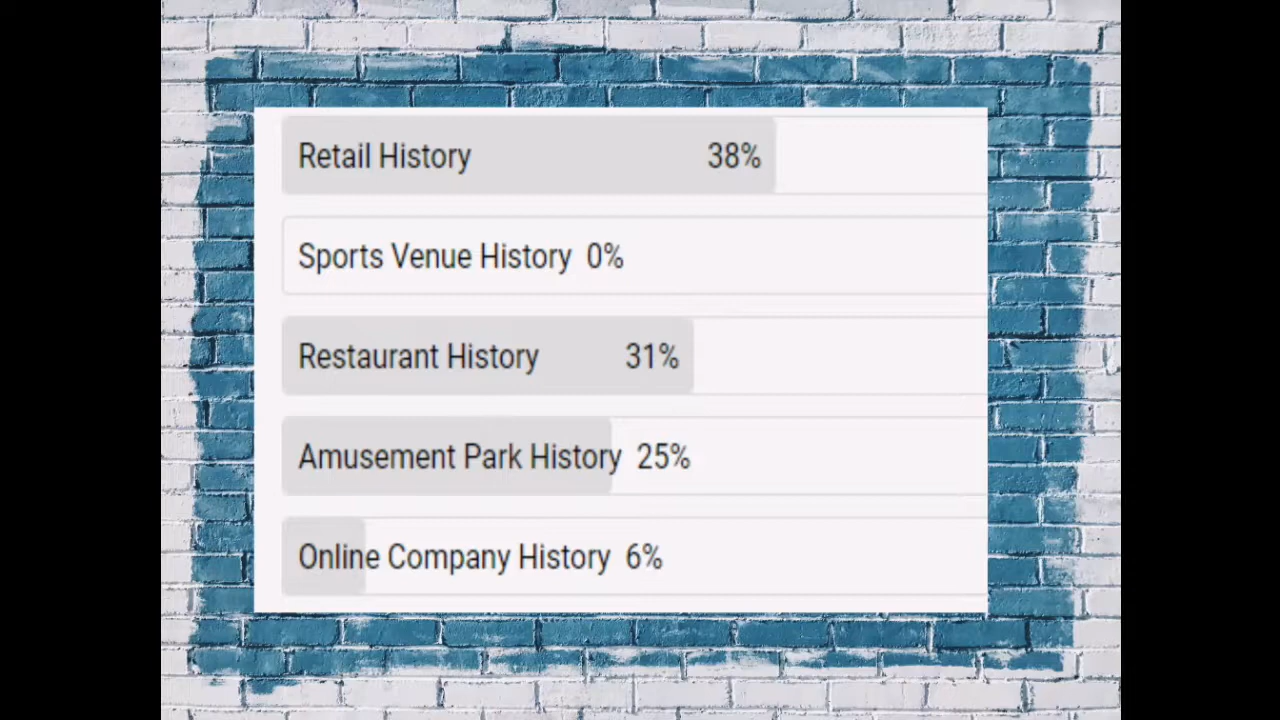 Retail History 38%
Sports Venue History 0%
Restaurant History 31%
Amusement Park History 25%
Online Company History 6%